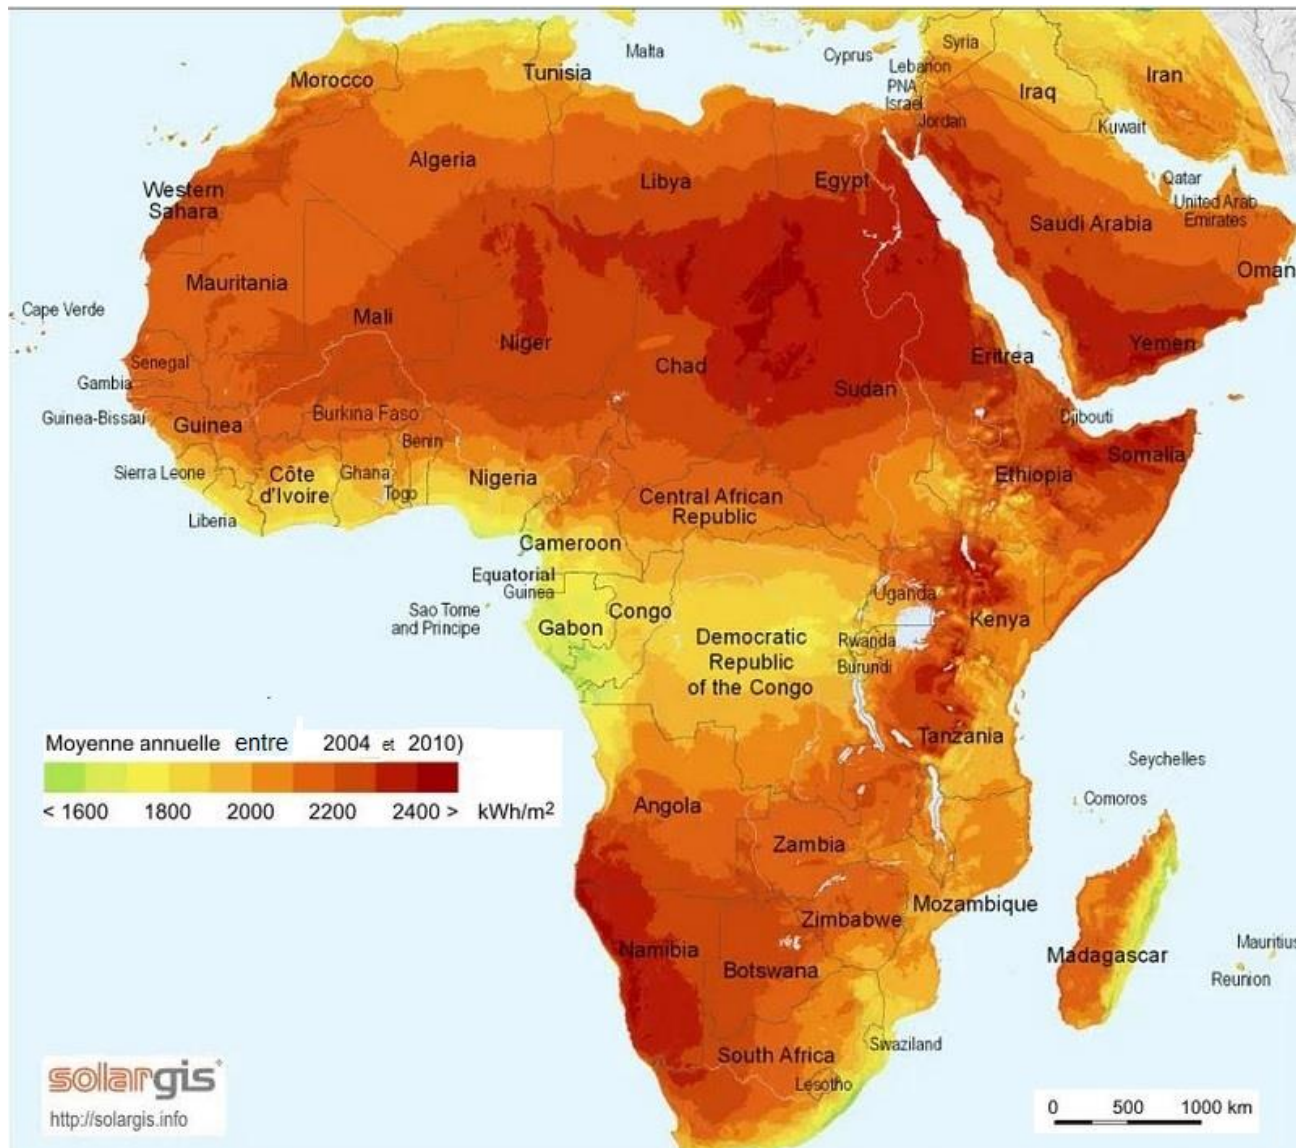 Malta
Cyprus
Syria
Lebanon
PNA
Israel
Jordan
Iraq
Iran
Kuwait
Morocco
Tunisia
Algeria
Libya
Egypt
Qatar
United Arab
Emirates
Saudi Arabia
Oman
Western
Sahara
Mauritania
Mali
Niger
Chad
Sudan
Eritrea
Yemen
Cape Verde
Senegal
Gambia
Guinea-Bissau
Guinea
Burkina Faso
Benin
Djibouti
Somalia
Sierra Leone
Côte
d'Ivoire
Ghana
Togo
Nigeria
Ethiopia
Liberia
Central African
Republic
Cameroon
Equatorial
Guinea
Sao Tome
and Principe
Gabon
Congo
Democratic
Republic
of the Congo
Uganda
Kenya
Rwanda
Burundi
Tanzania
Seychelles
Comoros
Moyenne annuelle entre 2004 et 2010)
< 1600 1800 2000 2200 2400 > kWh/m2
Angola
Zambia
Zimbabwe
Mozambique
Namibia
Botswana
Madagascar
Mauritius
Reunion
South Africa
Swaziland
Lesotho
solargis
http://solargis.info
0 500 1000 km